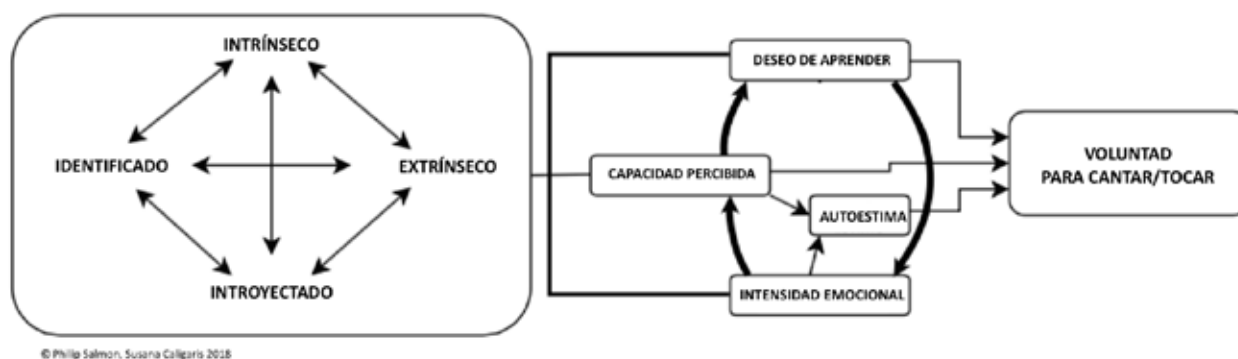 INTRÍNSECO
IDENTIFICADO
EXTRÍNSECO
INTROYECTADO
DESEO DE APRENDER
CAPACIDAD PERCIBIDA
AUTOESTIMA
INTENSIDAD EMOCIONAL
VOLUNTAD
PARA CANTAR/TOCAR
© Philip Salmon, Susana Caligaris 2018